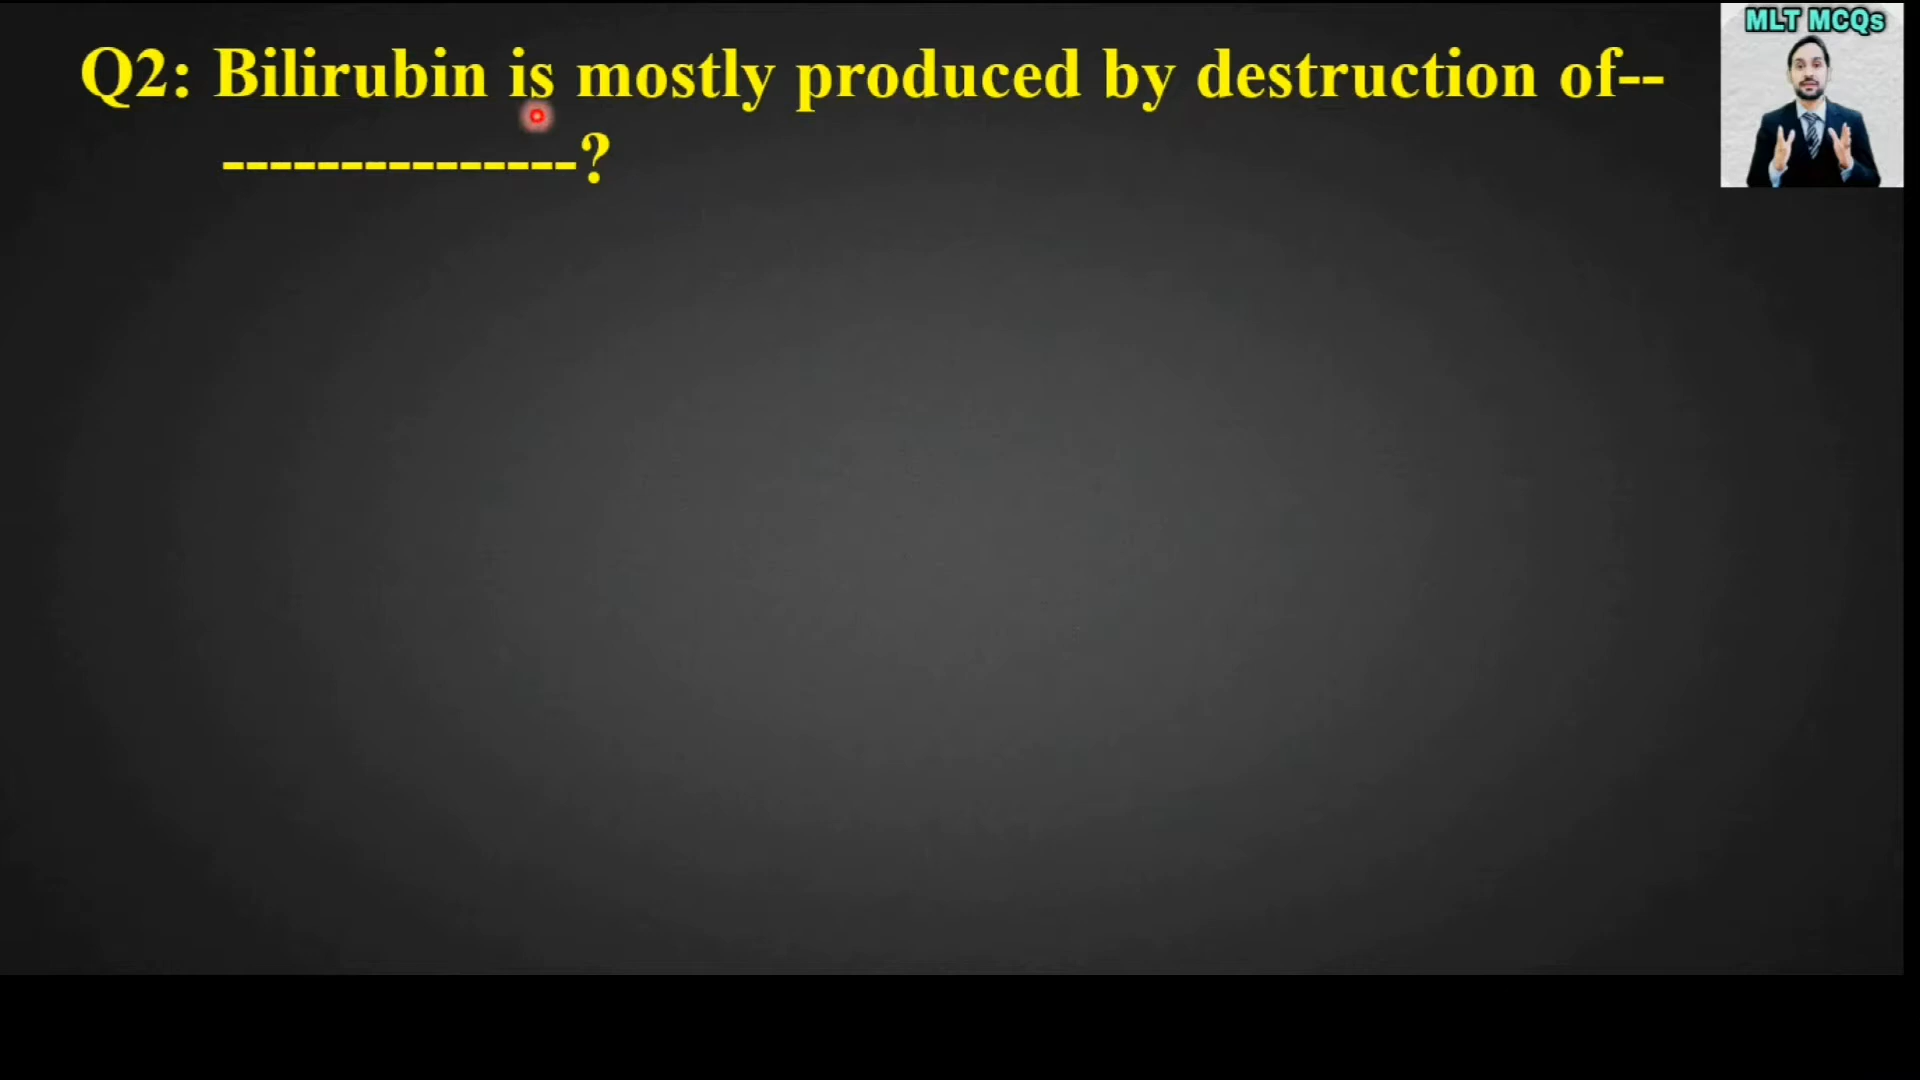 MLT MCQs
Q2: Bilirubin is mostly produced by destruction of--
---------------?